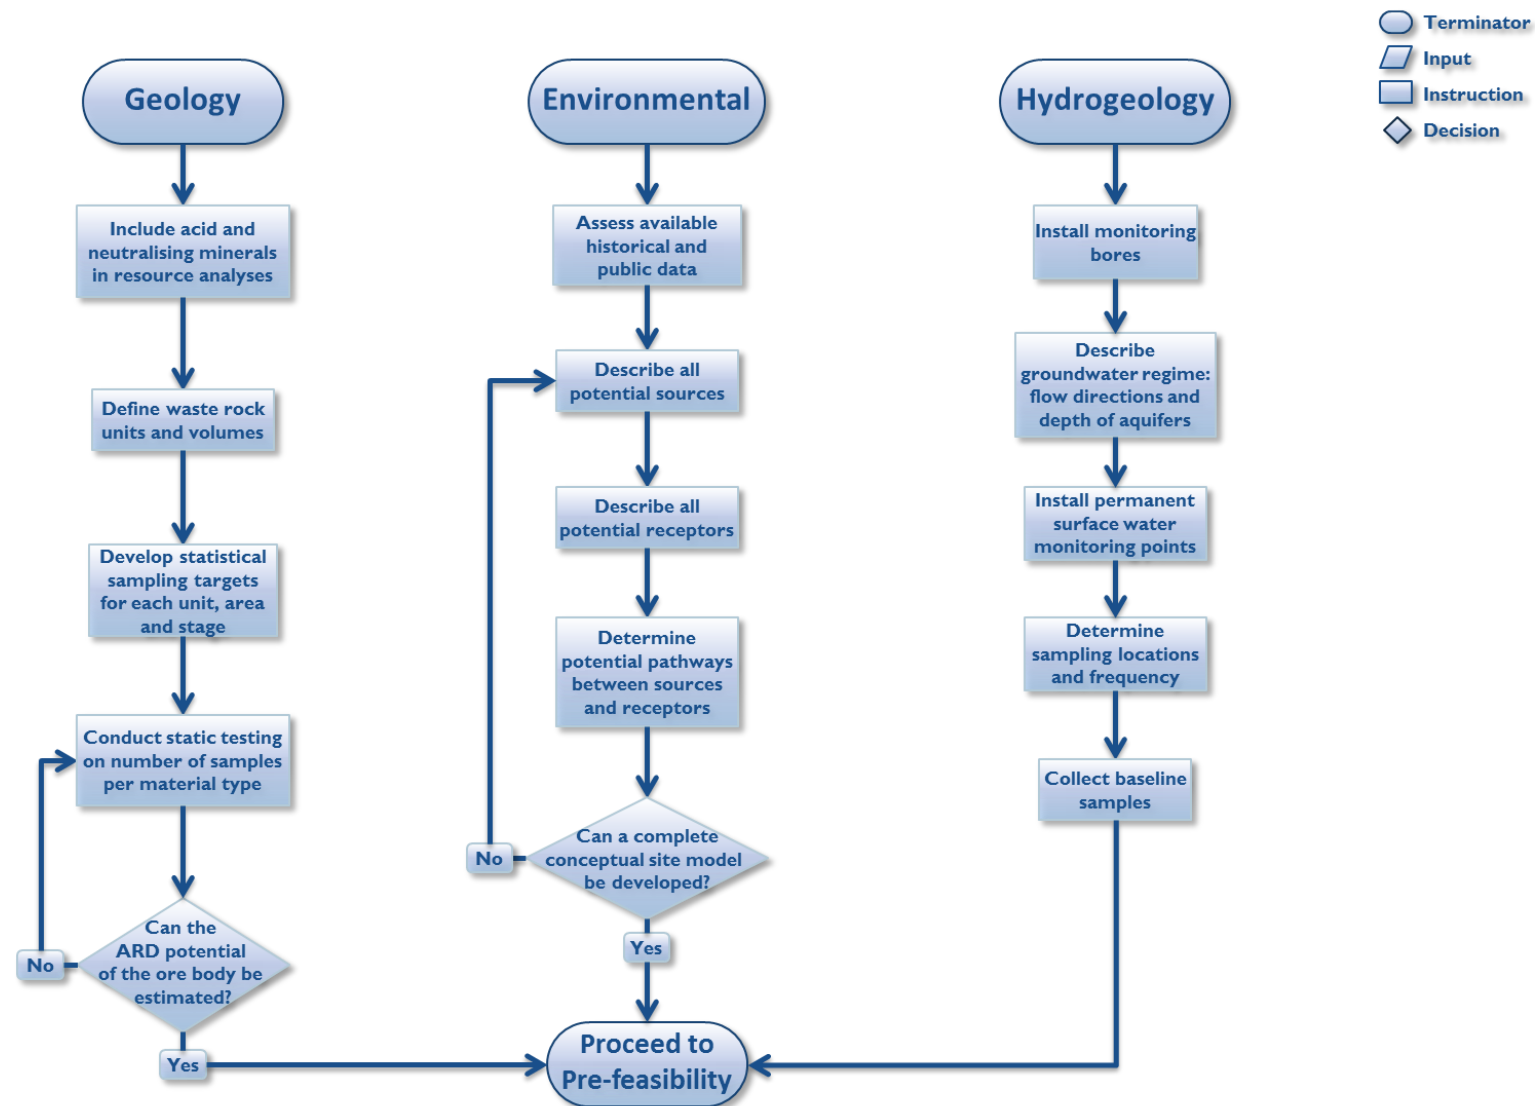 Terminator
Input
Instruction
Decision
Geology
Include acid and
neutralising minerals
in resource analyses
Define waste rock
units and volumes
Develop statistical
sampling targets
for each unit, area
and stage
Conduct static testing
on number of samples
per material type
Can the
ARD potential
of the ore body be
estimated?
No
Yes
Environmental
Assess available
historical and
public data
Describe all
potential sources
Describe all
potential receptors
Determine
potential pathways
between sources
and receptors
Can a complete
conceptual site model
be developed?
No
Yes
Hydrogeology
Install monitoring
bores
Describe
groundwater regime:
flow directions and
depth of aquifers
Install permanent
surface water
monitoring points
Determine
sampling locations
and frequency
Collect baseline
samples
Proceed to
Pre-feasibility